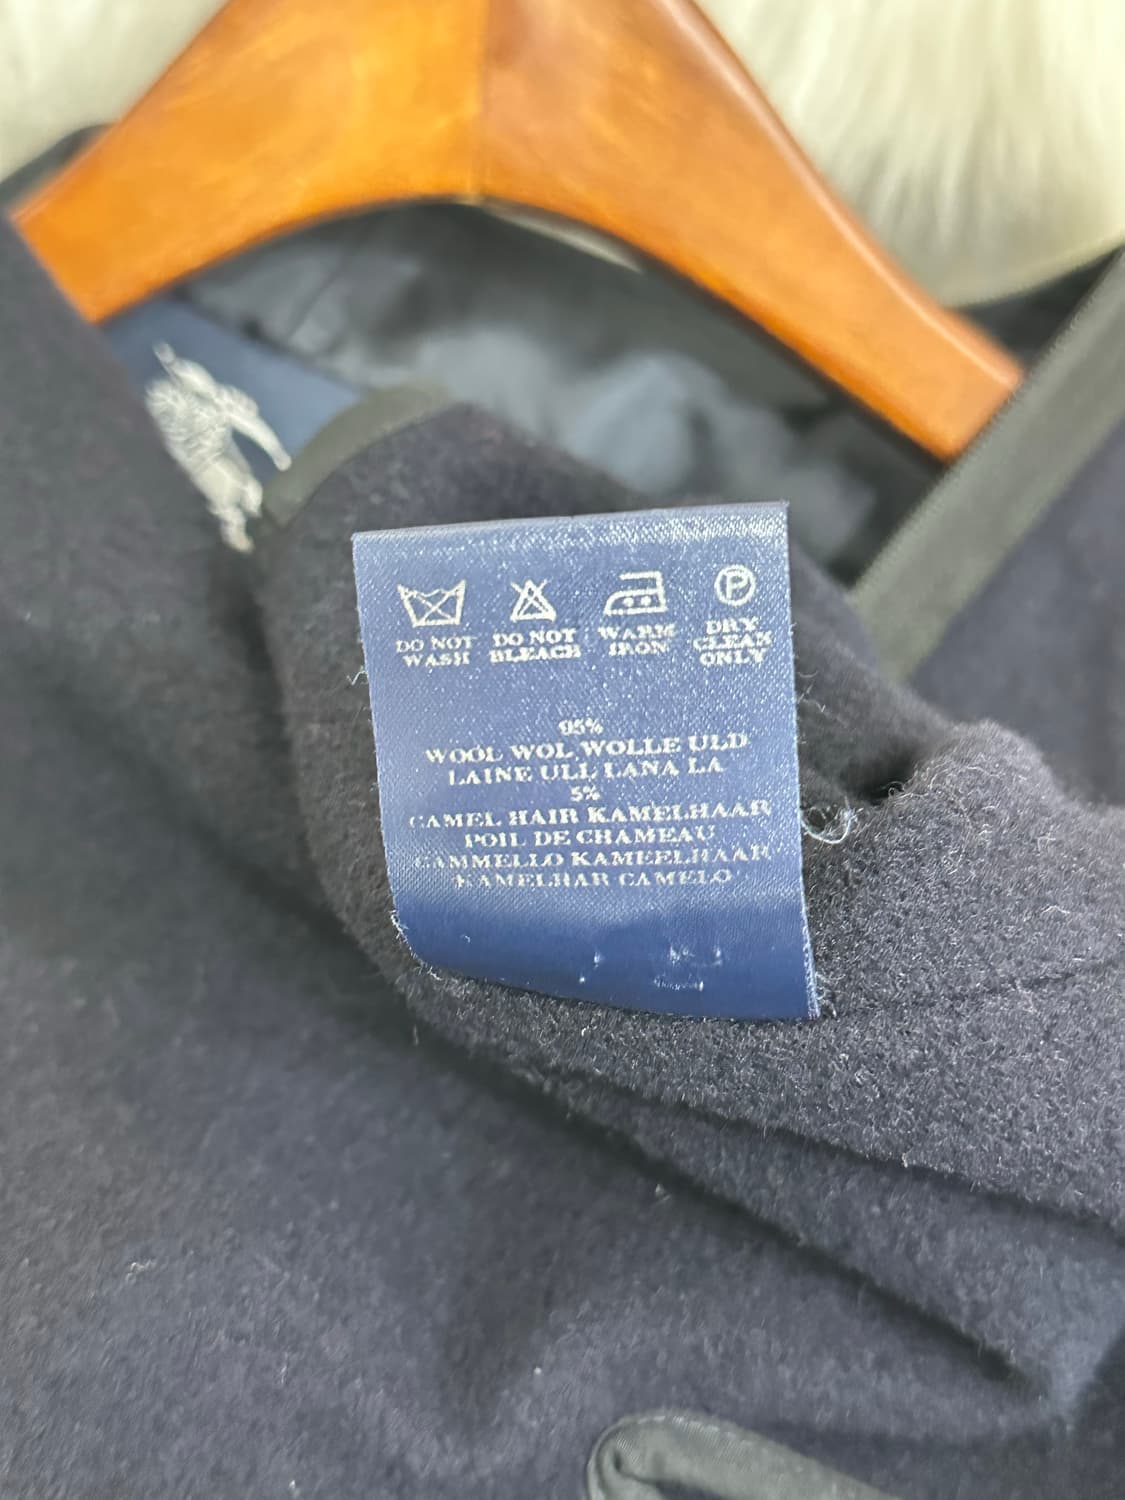 P
DO NOT WASH
DO NOT BLEACH
WARM IRON
DRY CLEAN ONLY
95%
WOOL WOL WOLLE ULD
LAINE ULL LANA LA
5%
CAMEL HAIR KAMELHAAR
POIL DE CHAMEAU
CAMMELLO KAMEELHAAR
KAMELHAR CAMELO